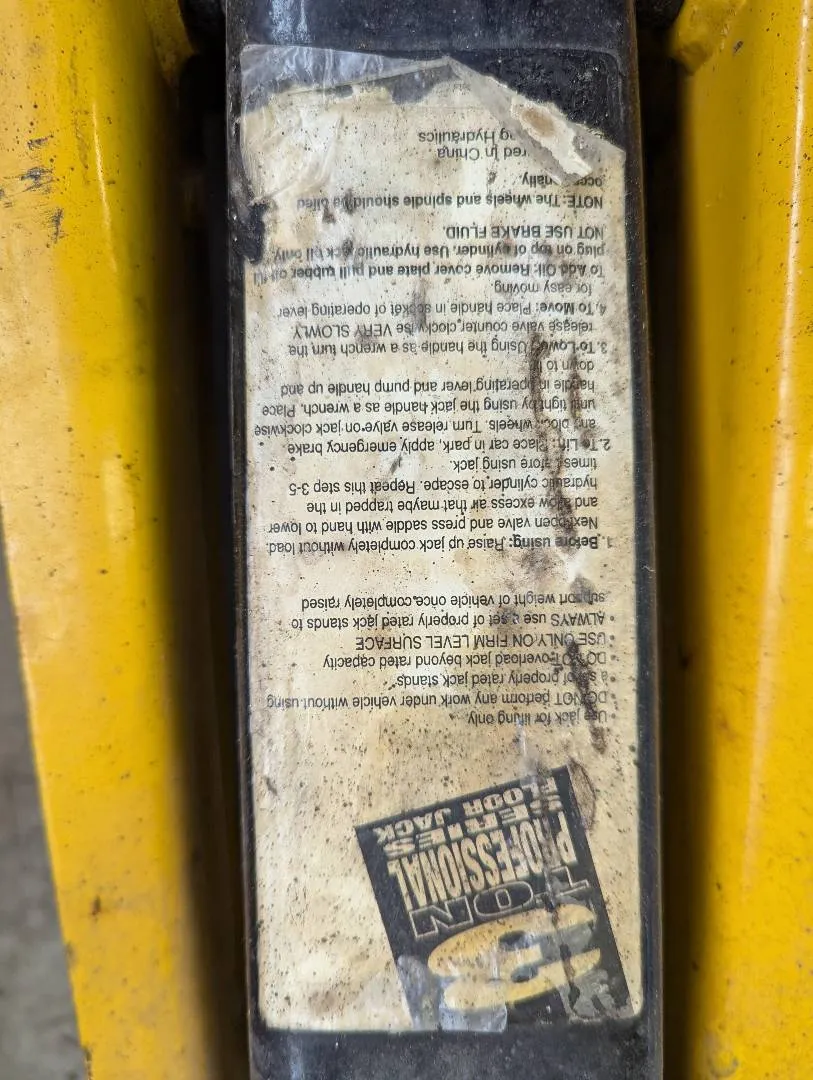 3
TON
PROFESSIONAL
SERIES
FLOOR JACK
• Use jack for lifting only.
• DO NOT perform any work under vehicle without using
• a set of properly rated jack stands.
• DO NOT overload jack beyond rated capacity
• USE ONLY ON FIRM LEVEL SURFACE
• ALWAYS use a set of properly rated jack stands to
support weight of vehicle once completely raised
1. Before using: Raise up jack completely without load.
Next open valve and press saddle with hand to lower
and allow excess air that maybe trapped in the
hydraulic cylinder to escape. Repeat this step 3-5
times before using jack.
2. To Lift: Place car in park, apply emergency brake
and block wheels. Turn release valve on jack clockwise
until tight by using the jack handle as a wrench. Place
handle in operating lever and pump handle up and
down to
3. To Lower: Using the handle as a wrench turn the
release valve counter clockwise VERY SLOWLY
4. To Move: Place handle in socket of operating lever
for easy moving.
To Add Oil: Remove cover plate and pull rubber oil fill
plug on top of cylinder. Use hydraulic jack oil only.
NOT USE BRAKE FLUID.
NOTE: The wheels and spindle should be oiled
occasionally.
red in China
Hydraulics